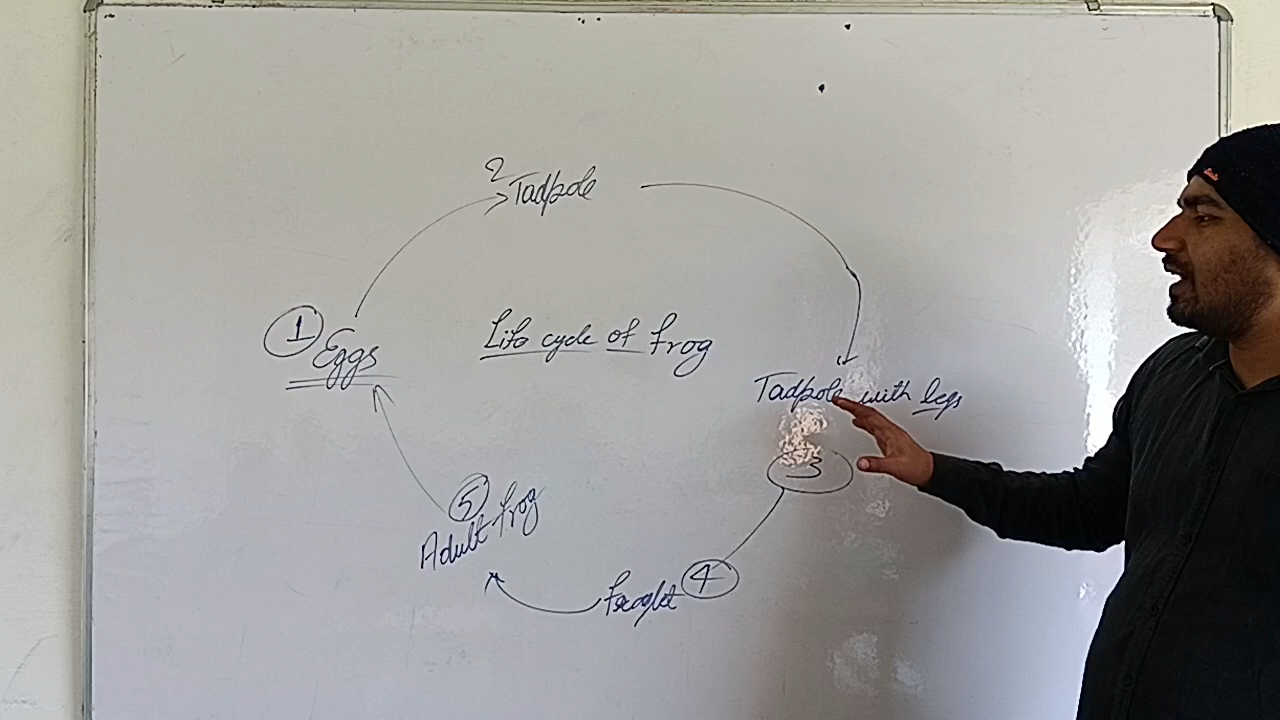 2
Tadpole
1
Eggs
Life cycle of frog
Tadpole with legs
3
5
Adult frog
4
Froglet